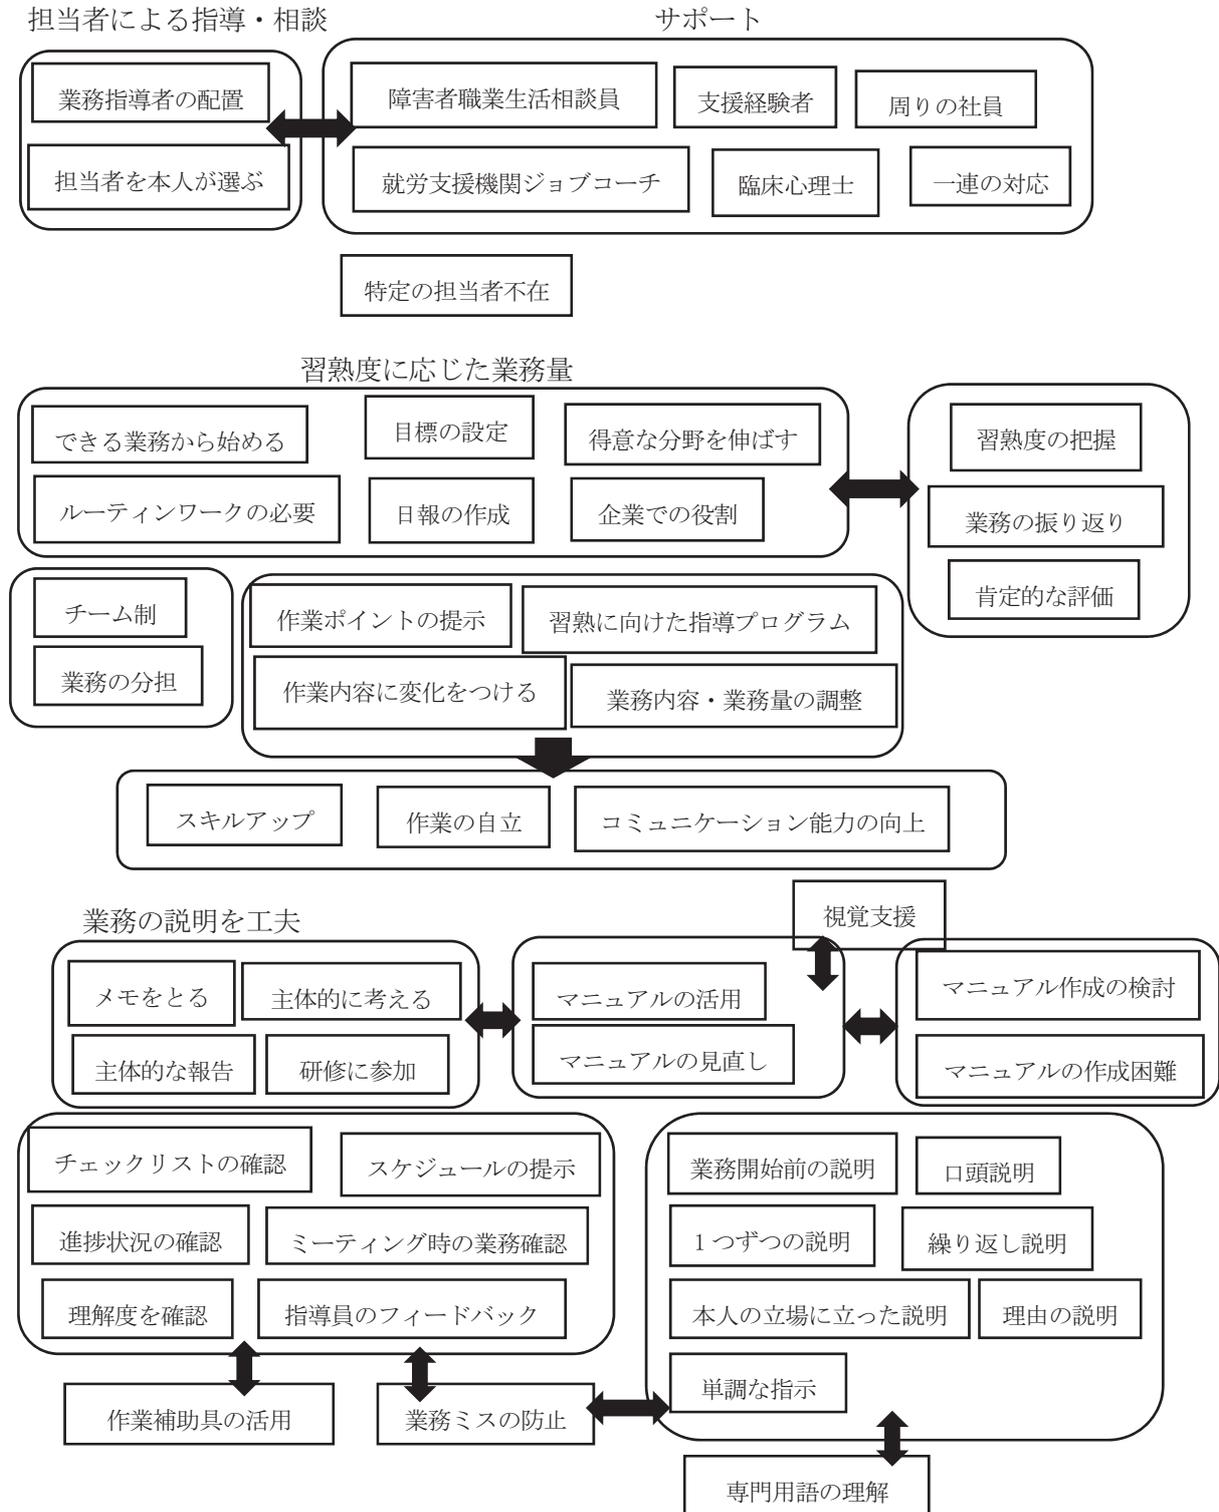 担当者による指導・相談
サポート
業務指導者の配置
担当者を本人が選ぶ
障害者職業生活相談員
支援経験者
周りの社員
就労支援機関ジョブコーチ
臨床心理士
一連の対応
特定の担当者不在
習熟度に応じた業務量
できる業務から始める
目標の設定
得意な分野を伸ばす
ルーティンワークの必要
日報の作成
企業での役割
習熟度の把握
業務の振り返り
肯定的な評価
チーム制
業務の分担
作業ポイントの提示
習熟に向けた指導プログラム
作業内容に変化をつける
業務内容・業務量の調整
スキルアップ
作業の自立
コミュニケーション能力の向上
業務の説明を工夫
視覚支援
メモをとる
主体的に考える
主体的な報告
研修に参加
マニュアルの活用
マニュアルの見直し
マニュアル作成の検討
マニュアルの作成困難
チェックリストの確認
スケジュールの提示
進捗状況の確認
ミーティング時の業務確認
理解度を確認
指導員のフィードバック
業務開始前の説明
口頭説明
1つずつの説明
繰り返し説明
本人の立場に立った説明
理由の説明
単調な指示
作業補助具の活用
業務ミスの防止
専門用語の理解